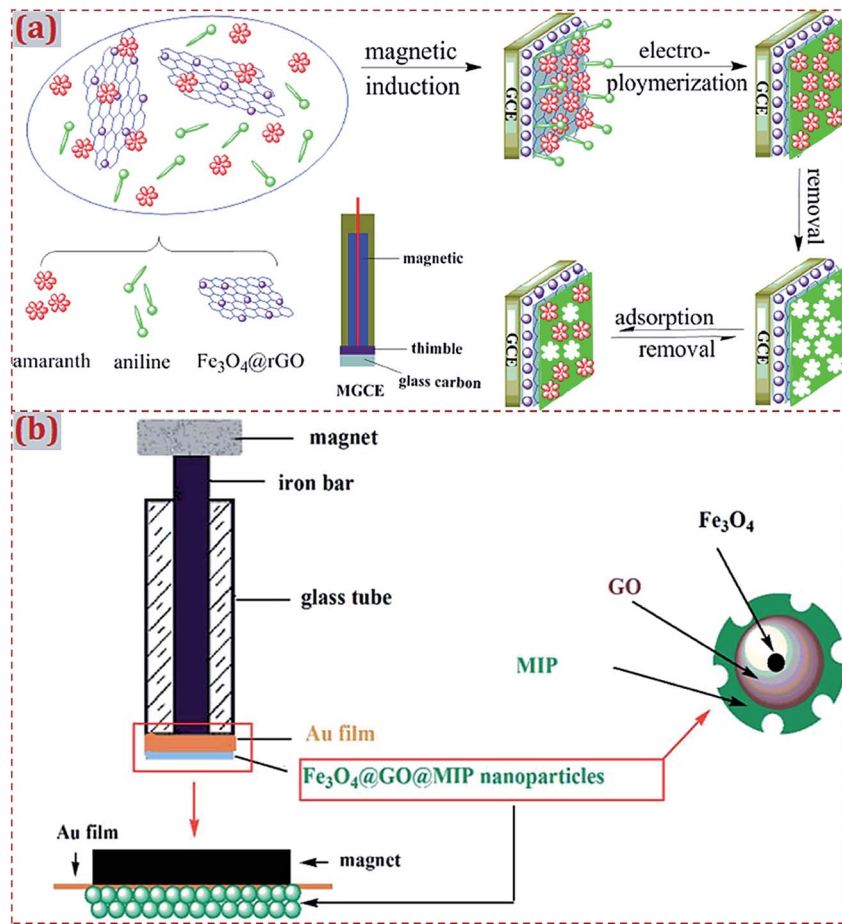 (a)
magnetic
induction
electro-
ploymerization
GCE
GCE
removal
magnetic
thimble
glass carbon
MGCE
amaranth
aniline
Fe3O4@rGO
GCE
adsorption
removal
GCE
(b)
magnet
iron bar
glass tube
Au film
Fe3O4@GO@MIP nanoparticles
Fe3O4
GO
MIP
Au film
magnet